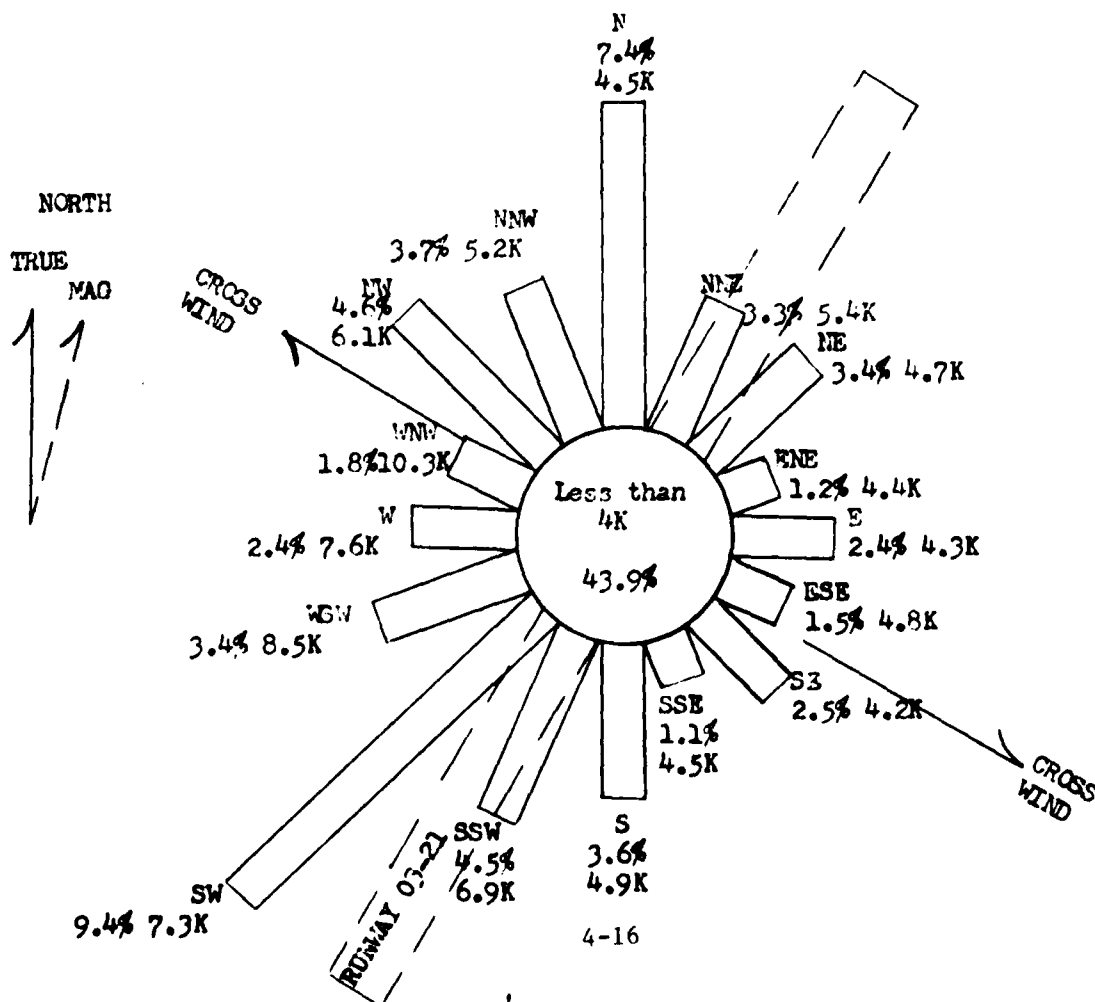 N
7.4%
4.5K
NORTH
TRUE
MAG
NNW
3.7% 5.2K
CROSS
WIND
NW
4.6%
6.1K
NNE
3.3% 5.4K
NE
3.4% 4.7K
WNW
1.8% 10.3K
ENE
1.2% 4.4K
Less than
4K
43.9%
W
2.4% 7.6K
E
2.4% 4.3K
ESE
1.5% 4.8K
WSW
3.4% 8.5K
SE
2.5% 4.2K
SSE
1.1%
4.5K
CROSS
WIND
SW
9.4% 7.3K
RUNWAY 03-21
SSW
4.5%
6.9K
S
3.6%
4.9K
4-16